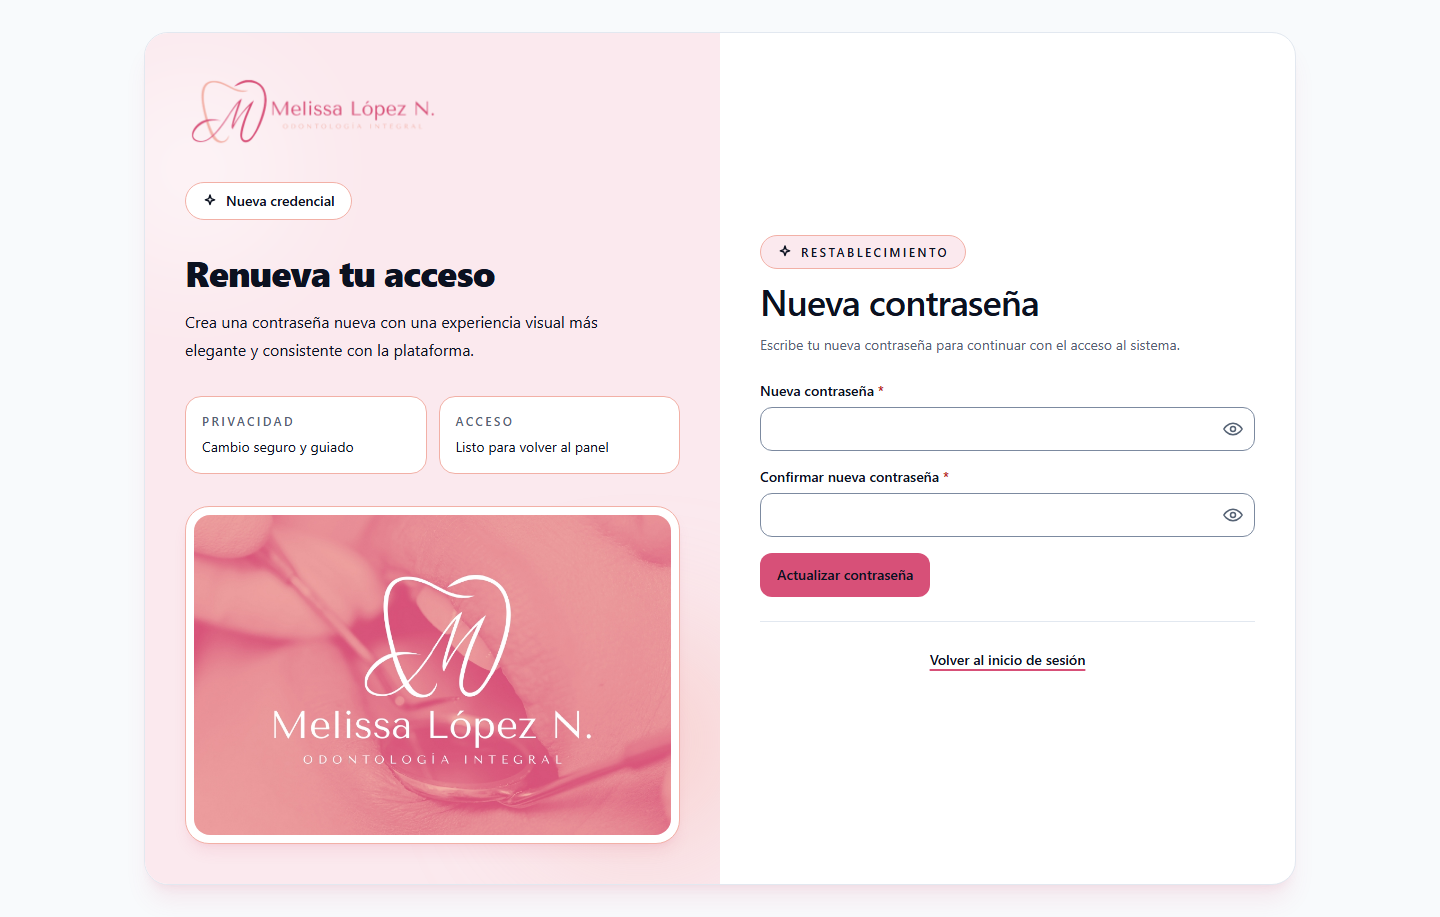 Melissa López N.
ODONTOLOGÍA INTEGRAL
Nueva credencial
Renueva tu acceso
Crea una contraseña nueva con una experiencia visual más
elegante y consistente con la plataforma.
PRIVACIDAD
Cambio seguro y guiado
ACCESO
Listo para volver al panel
Melissa López N.
ODONTOLOGÍA INTEGRAL
RESTABLECIMIENTO
Nueva contraseña
Escribe tu nueva contraseña para continuar con el acceso al sistema.
Nueva contraseña *
Confirmar nueva contraseña *
Actualizar contraseña
Volver al inicio de sesión